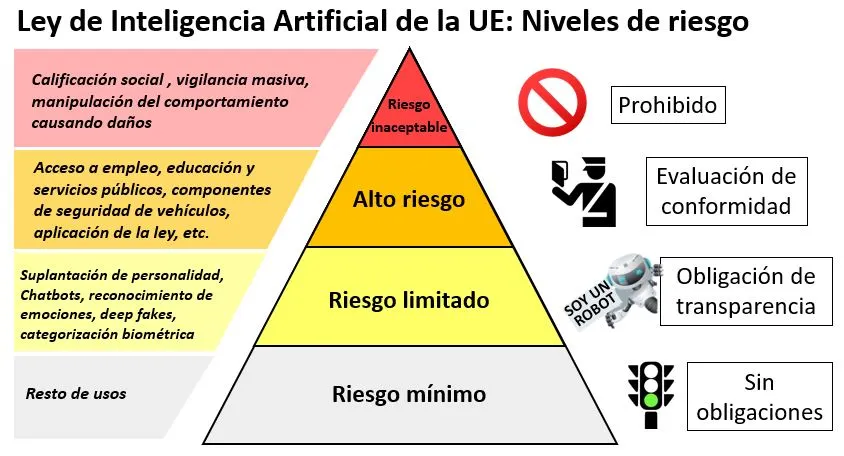 Ley de Inteligencia Artificial de la UE: Niveles de riesgo
Calificación social , vigilancia masiva,
manipulación del comportamiento
causando daños
Riesgo
inaceptable
Prohibido
Acceso a empleo, educación y
servicios públicos, componentes
de seguridad de vehículos,
aplicación de la ley, etc.
Alto riesgo
Evaluación de
conformidad
Suplantación de personalidad,
Chatbots, reconocimiento de
emociones, deep fakes,
categorización biométrica
Riesgo limitado
SOY UN
ROBOT
Obligación de
transparencia
Resto de usos
Riesgo mínimo
Sin
obligaciones